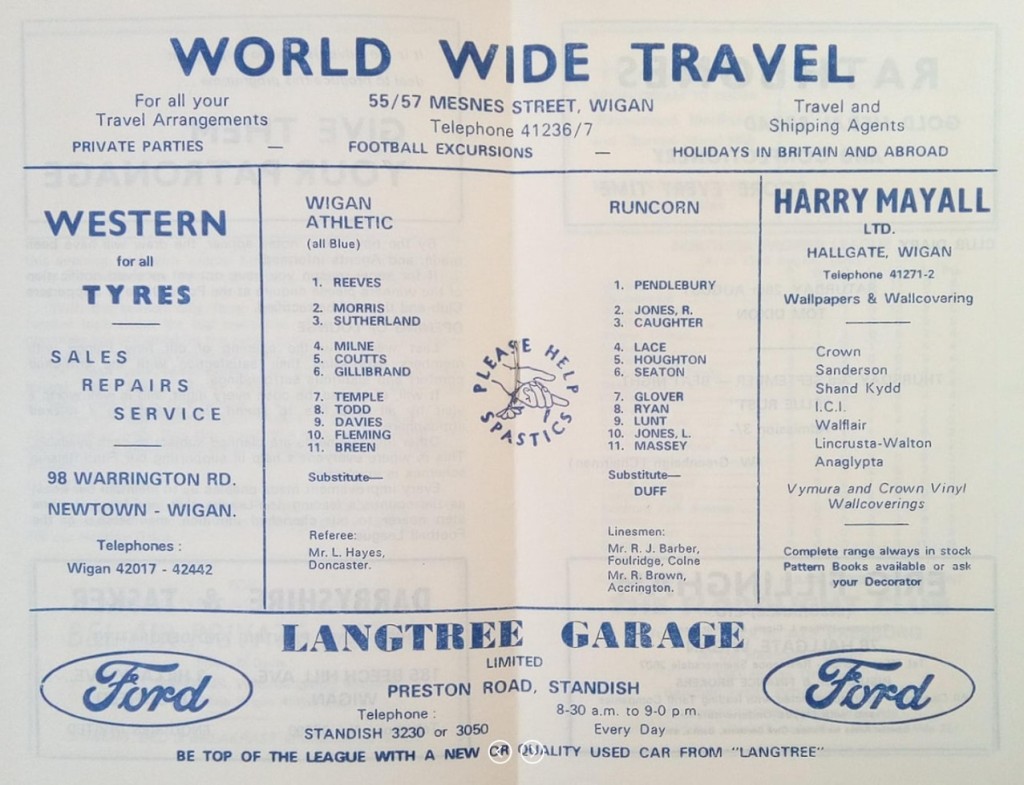 WORLD WIDE TRAVEL
For all your
Travel Arrangements
55/57 MESNES STREET, WIGAN
Telephone 41236/7
Travel and
Shipping Agents
PRIVATE PARTIES — FOOTBALL EXCURSIONS — HOLIDAYS IN BRITAIN AND ABROAD
WESTERN
for all
TYRES
SALES
REPAIRS
SERVICE
98 WARRINGTON RD.
NEWTOWN - WIGAN.
Telephones :
Wigan 42017 - 42442
WIGAN
ATHLETIC
(all Blue)
1. REEVES
2. MORRIS
3. SUTHERLAND
4. MILNE
5. COUTTS
6. GILLIBRAND
7. TEMPLE
8. TODD
9. DAVIES
10. FLEMING
11. BREEN
Substitute—
Referee:
Mr. L. Hayes,
Doncaster.
PLEASE HELP
SPASTICS
RUNCORN
1. PENDLEBURY
2. JONES, R.
3. CAUGHTER
4. LACE
5. HOUGHTON
6. SEATON
7. GLOVER
8. RYAN
9. LUNT
10. JONES, L.
11. MASSEY
Substitute—
DUFF
Linesmen:
Mr. R. J. Barber,
Foulridge, Colne
Mr. R. Brown,
Accrington.
HARRY MAYALL
LTD.
HALLGATE, WIGAN
Telephone 41271-2
Wallpapers & Wallcovering
Crown
Sanderson
Shand Kydd
I.C.I.
Walflair
Lincrusta-Walton
Anaglypta
Vymura and Crown Vinyl
Wallcoverings
Complete range always in stock
Pattern Books available or ask
your Decorator
LANGTREE GARAGE
LIMITED
PRESTON ROAD, STANDISH
Ford
Telephone :
STANDISH 3230 or 3050
8-30 a.m. to 9-0 p.m.
Every Day
Ford
BE TOP OF THE LEAGUE WITH A NEW OR QUALITY USED CAR FROM "LANGTREE"